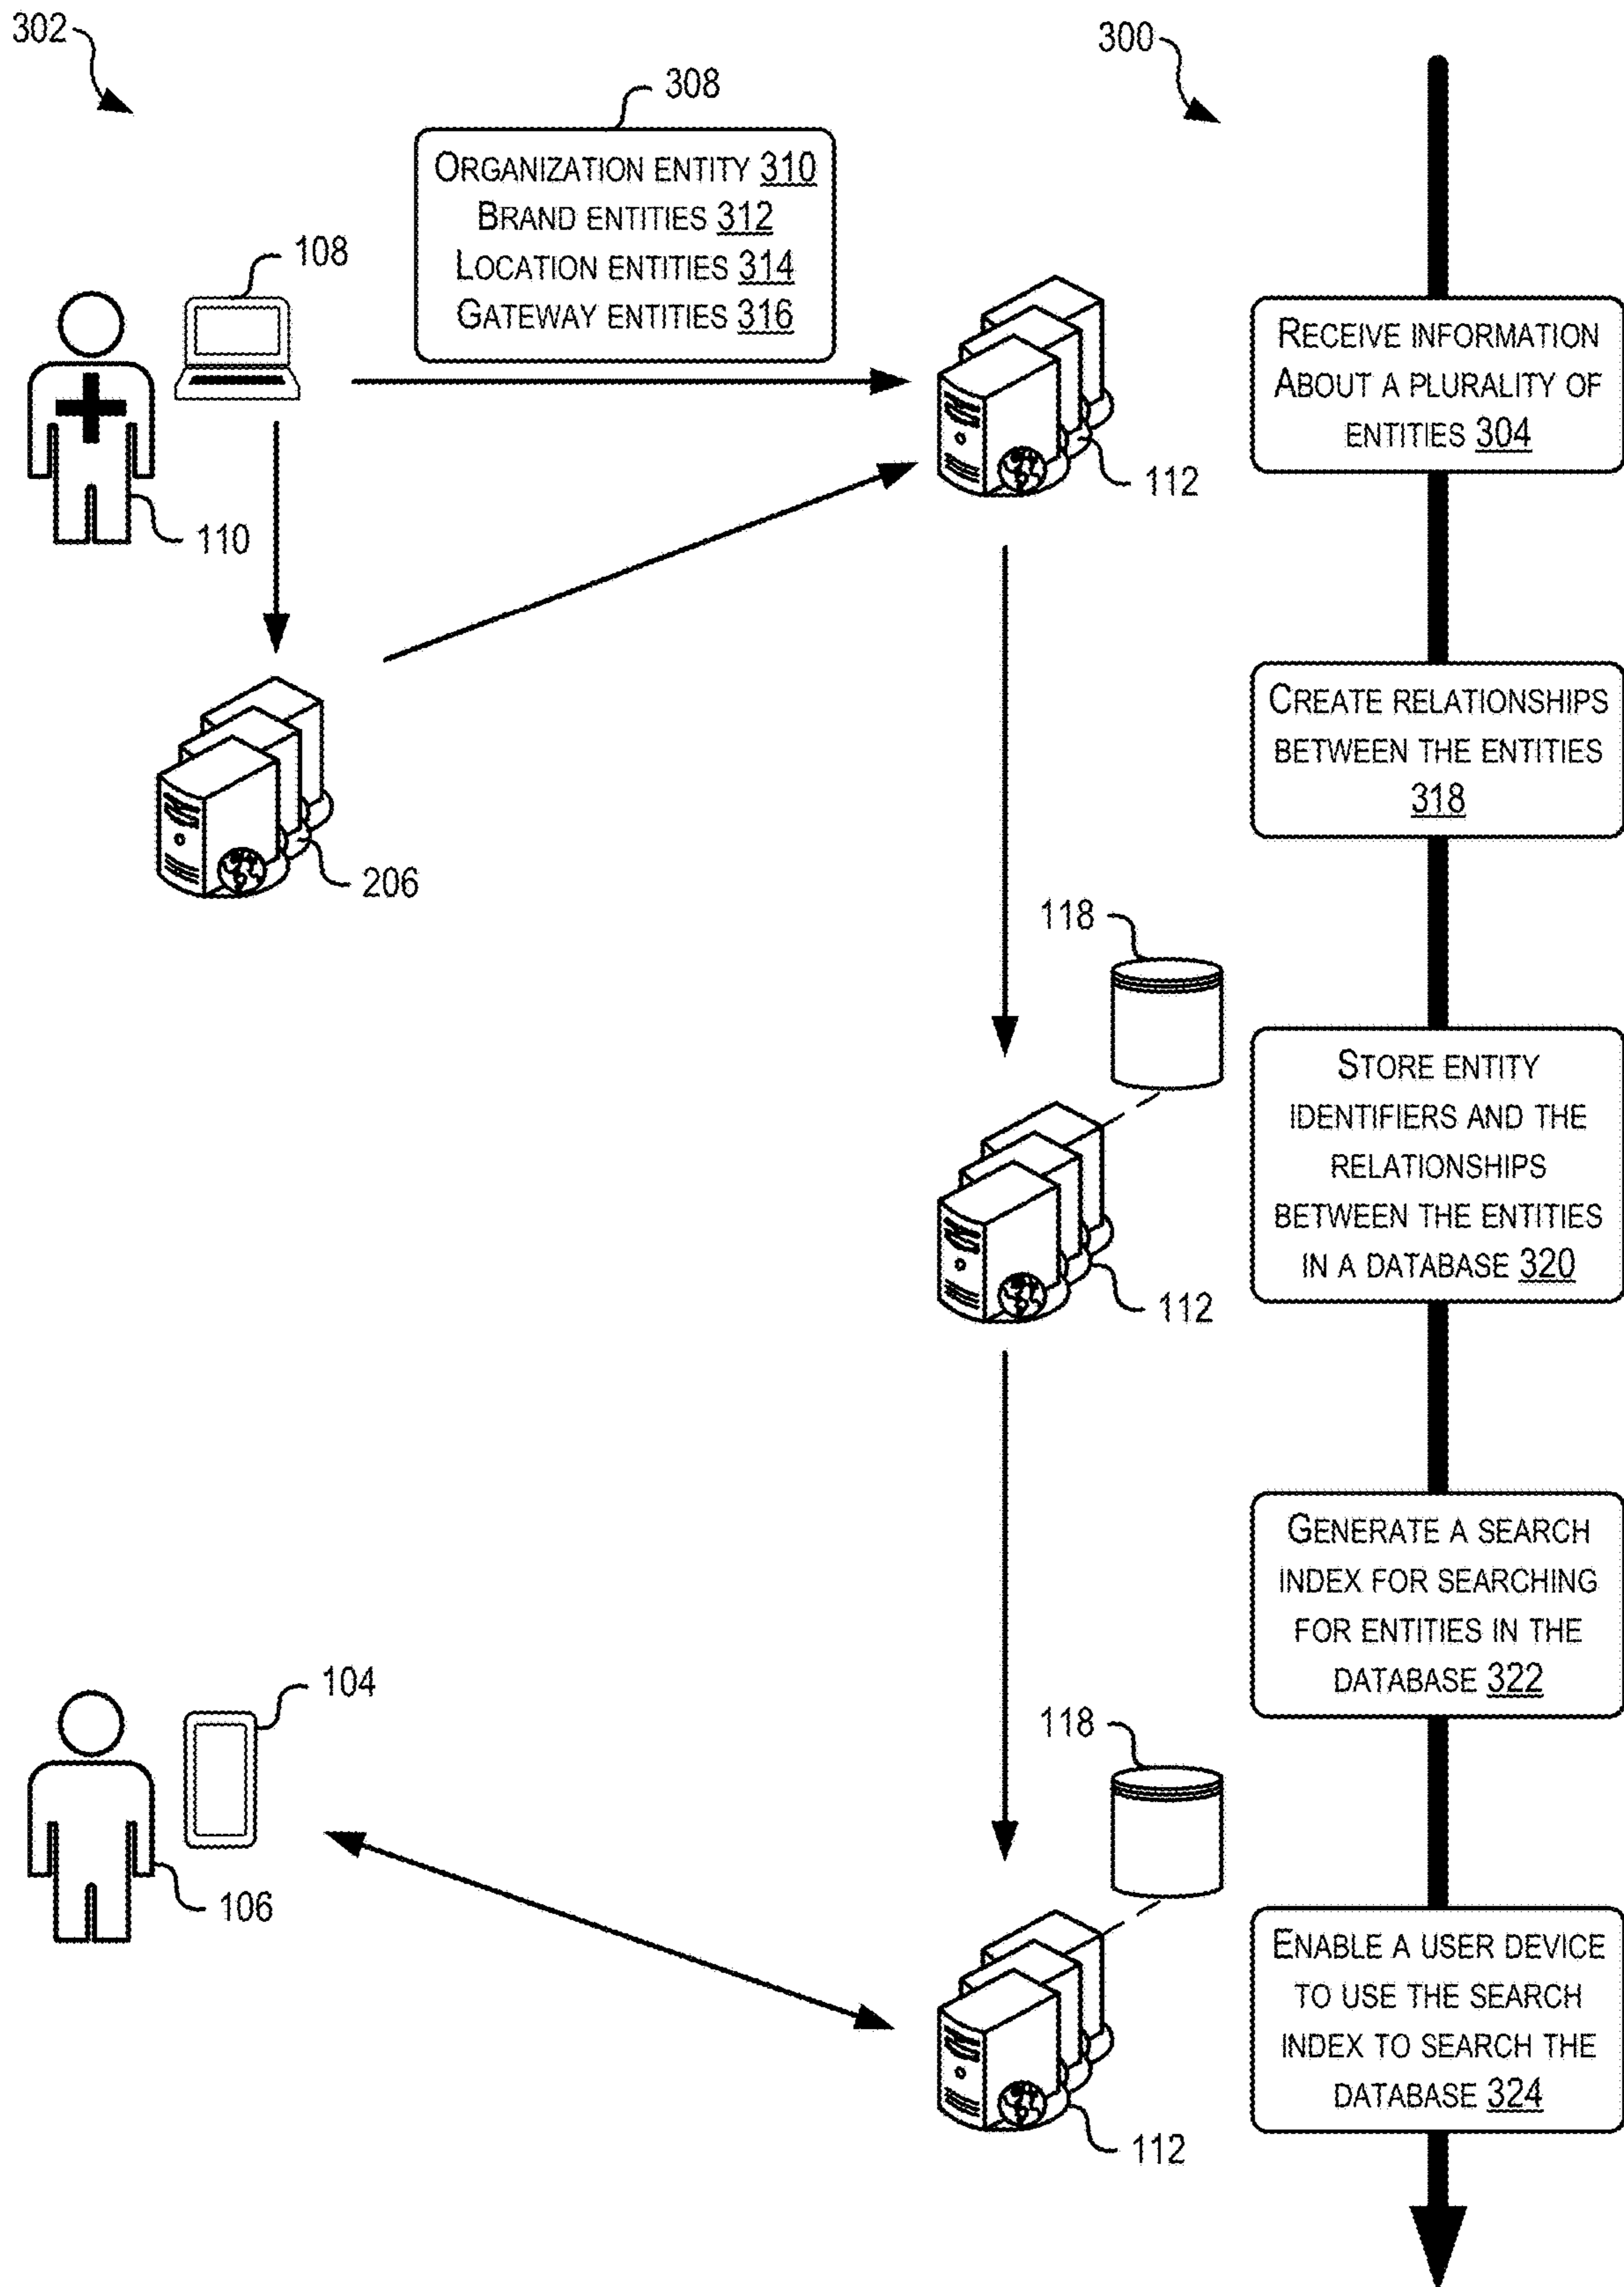 302
300
308
ORGANIZATION ENTITY 310
BRAND ENTITIES 312
LOCATION ENTITIES 314
GATEWAY ENTITIES 316
108
110
112
206
RECEIVE INFORMATION
ABOUT A PLURALITY OF
ENTITIES 304
CREATE RELATIONSHIPS
BETWEEN THE ENTITIES
318
118
112
STORE ENTITY
IDENTIFIERS AND THE
RELATIONSHIPS
BETWEEN THE ENTITIES
IN A DATABASE 320
GENERATE A SEARCH
INDEX FOR SEARCHING
FOR ENTITIES IN THE
DATABASE 322
104
106
118
112
ENABLE A USER DEVICE
TO USE THE SEARCH
INDEX TO SEARCH THE
DATABASE 324